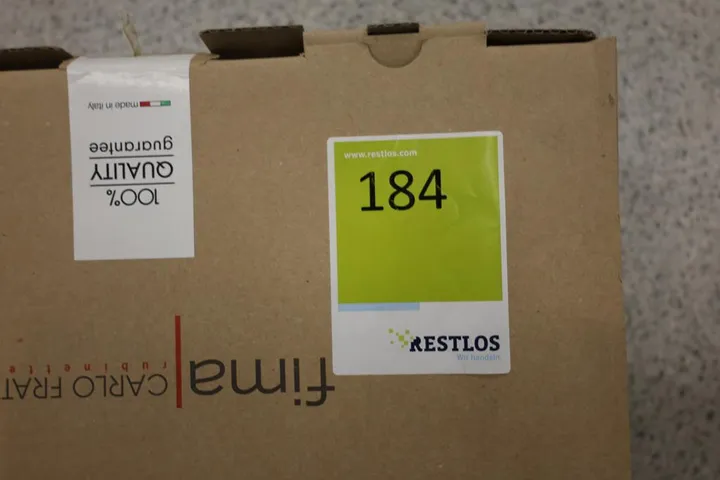 made in italy
100%
QUALITY
guarantee
www.restlos.com
184
RESTLOS
Wir handeln
fima
CARLO FRAT
rubinette